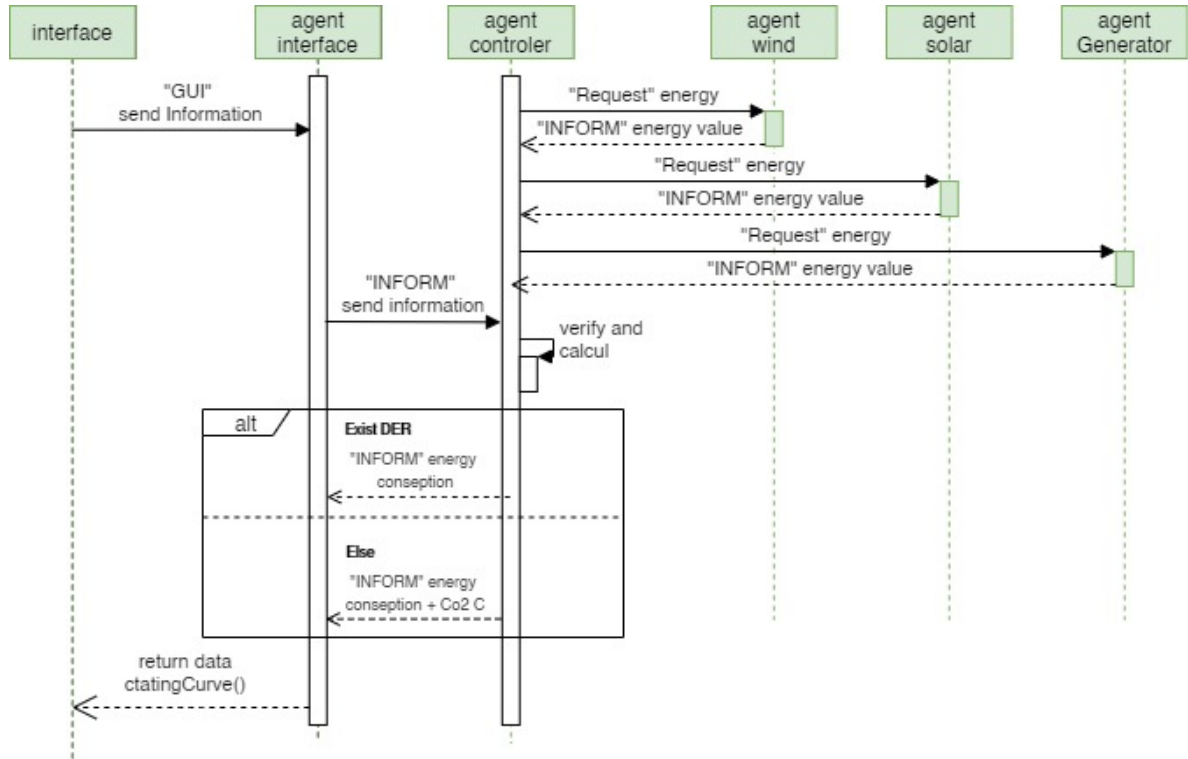 interface
agent
interface
agent
controler
agent
wind
agent
solar
agent
Generator
"GUI"
send Information
"Request" energy
"INFORM" energy value
"Request" energy
"INFORM" energy value
"Request" energy
"INFORM" energy value
"INFORM"
send information
verify and
calcul
alt
Exist DER
"INFORM" energy
conseption
Else
"INFORM" energy
conseption + Co2 C
return data
ctatingCurve()